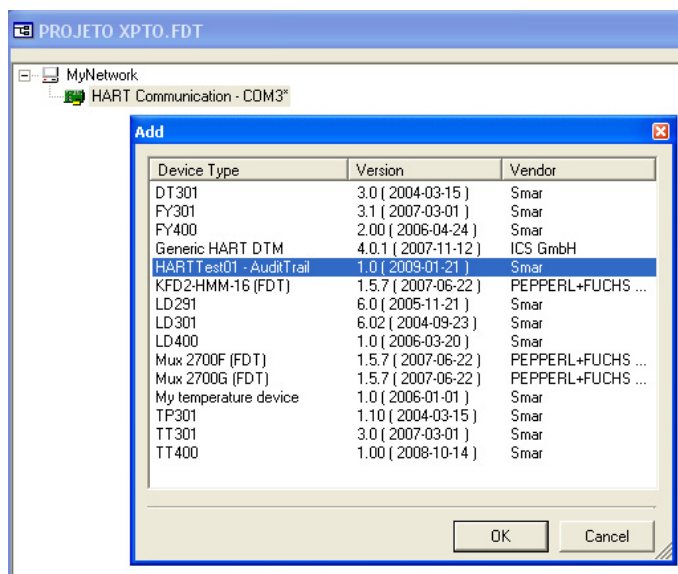 PROJETO XPTO.FDT
MyNetwork
HART Communication - COM3*
Add
Device Type Version Vendor
DT301 3.0 ( 2004-03-15 ) Smar
FY301 3.1 ( 2007-03-01 ) Smar
FY400 2.00 ( 2006-04-24 ) Smar
Generic HART DTM 4.0.1 ( 2007-11-12 ) ICS GmbH
HARTTest01 - AuditTrail 1.0 ( 2009-01-21 ) Smar
KFD2-HMM-16 (FDT) 1.5.7 ( 2007-06-22 ) PEPPERL+FUCHS ...
LD291 6.0 ( 2005-11-21 ) Smar
LD301 6.02 ( 2004-09-23 ) Smar
LD400 1.0 ( 2006-03-20 ) Smar
Mux 2700F (FDT) 1.5.7 ( 2007-06-22 ) PEPPERL+FUCHS ...
Mux 2700G (FDT) 1.5.7 ( 2007-06-22 ) PEPPERL+FUCHS ...
My temperature device 1.0 ( 2006-01-01 ) Smar
TP301 1.10 ( 2004-03-15 ) Smar
TT301 3.0 ( 2007-03-01 ) Smar
TT400 1.00 ( 2008-10-14 ) Smar
OK Cancel